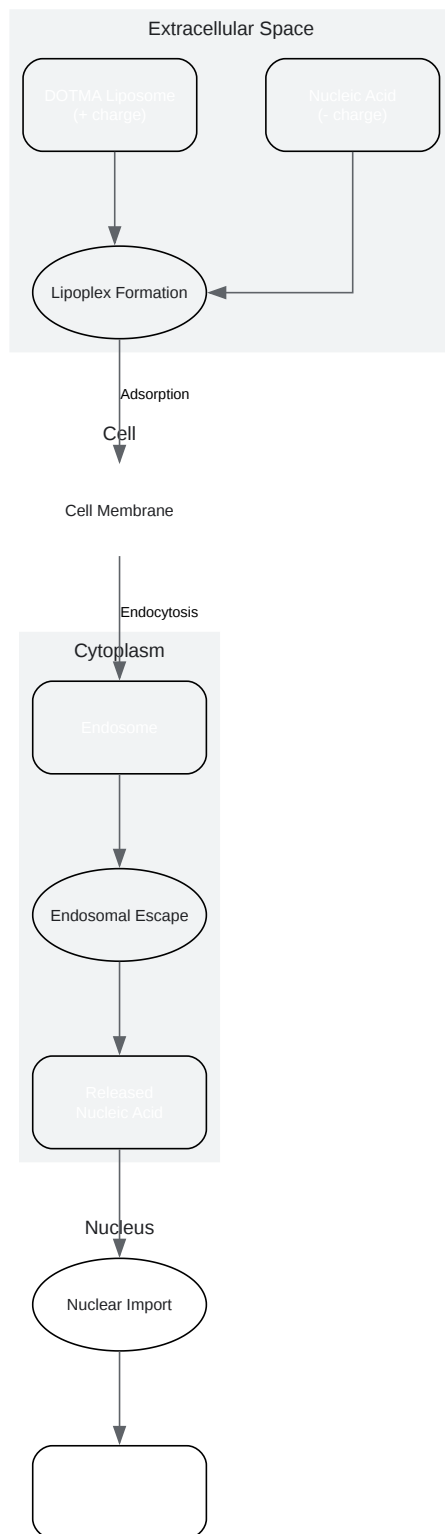 Extracellular Space
DOTMA Liposome
(+ charge)
Nucleic Acid
(- charge)
Lipoplex Formation
Adsorption
Cell
Cell Membrane
Endocytosis
Cytoplasm
Endosome
Endosomal Escape
Released
Nucleic Acid
Nucleus
Nuclear Import